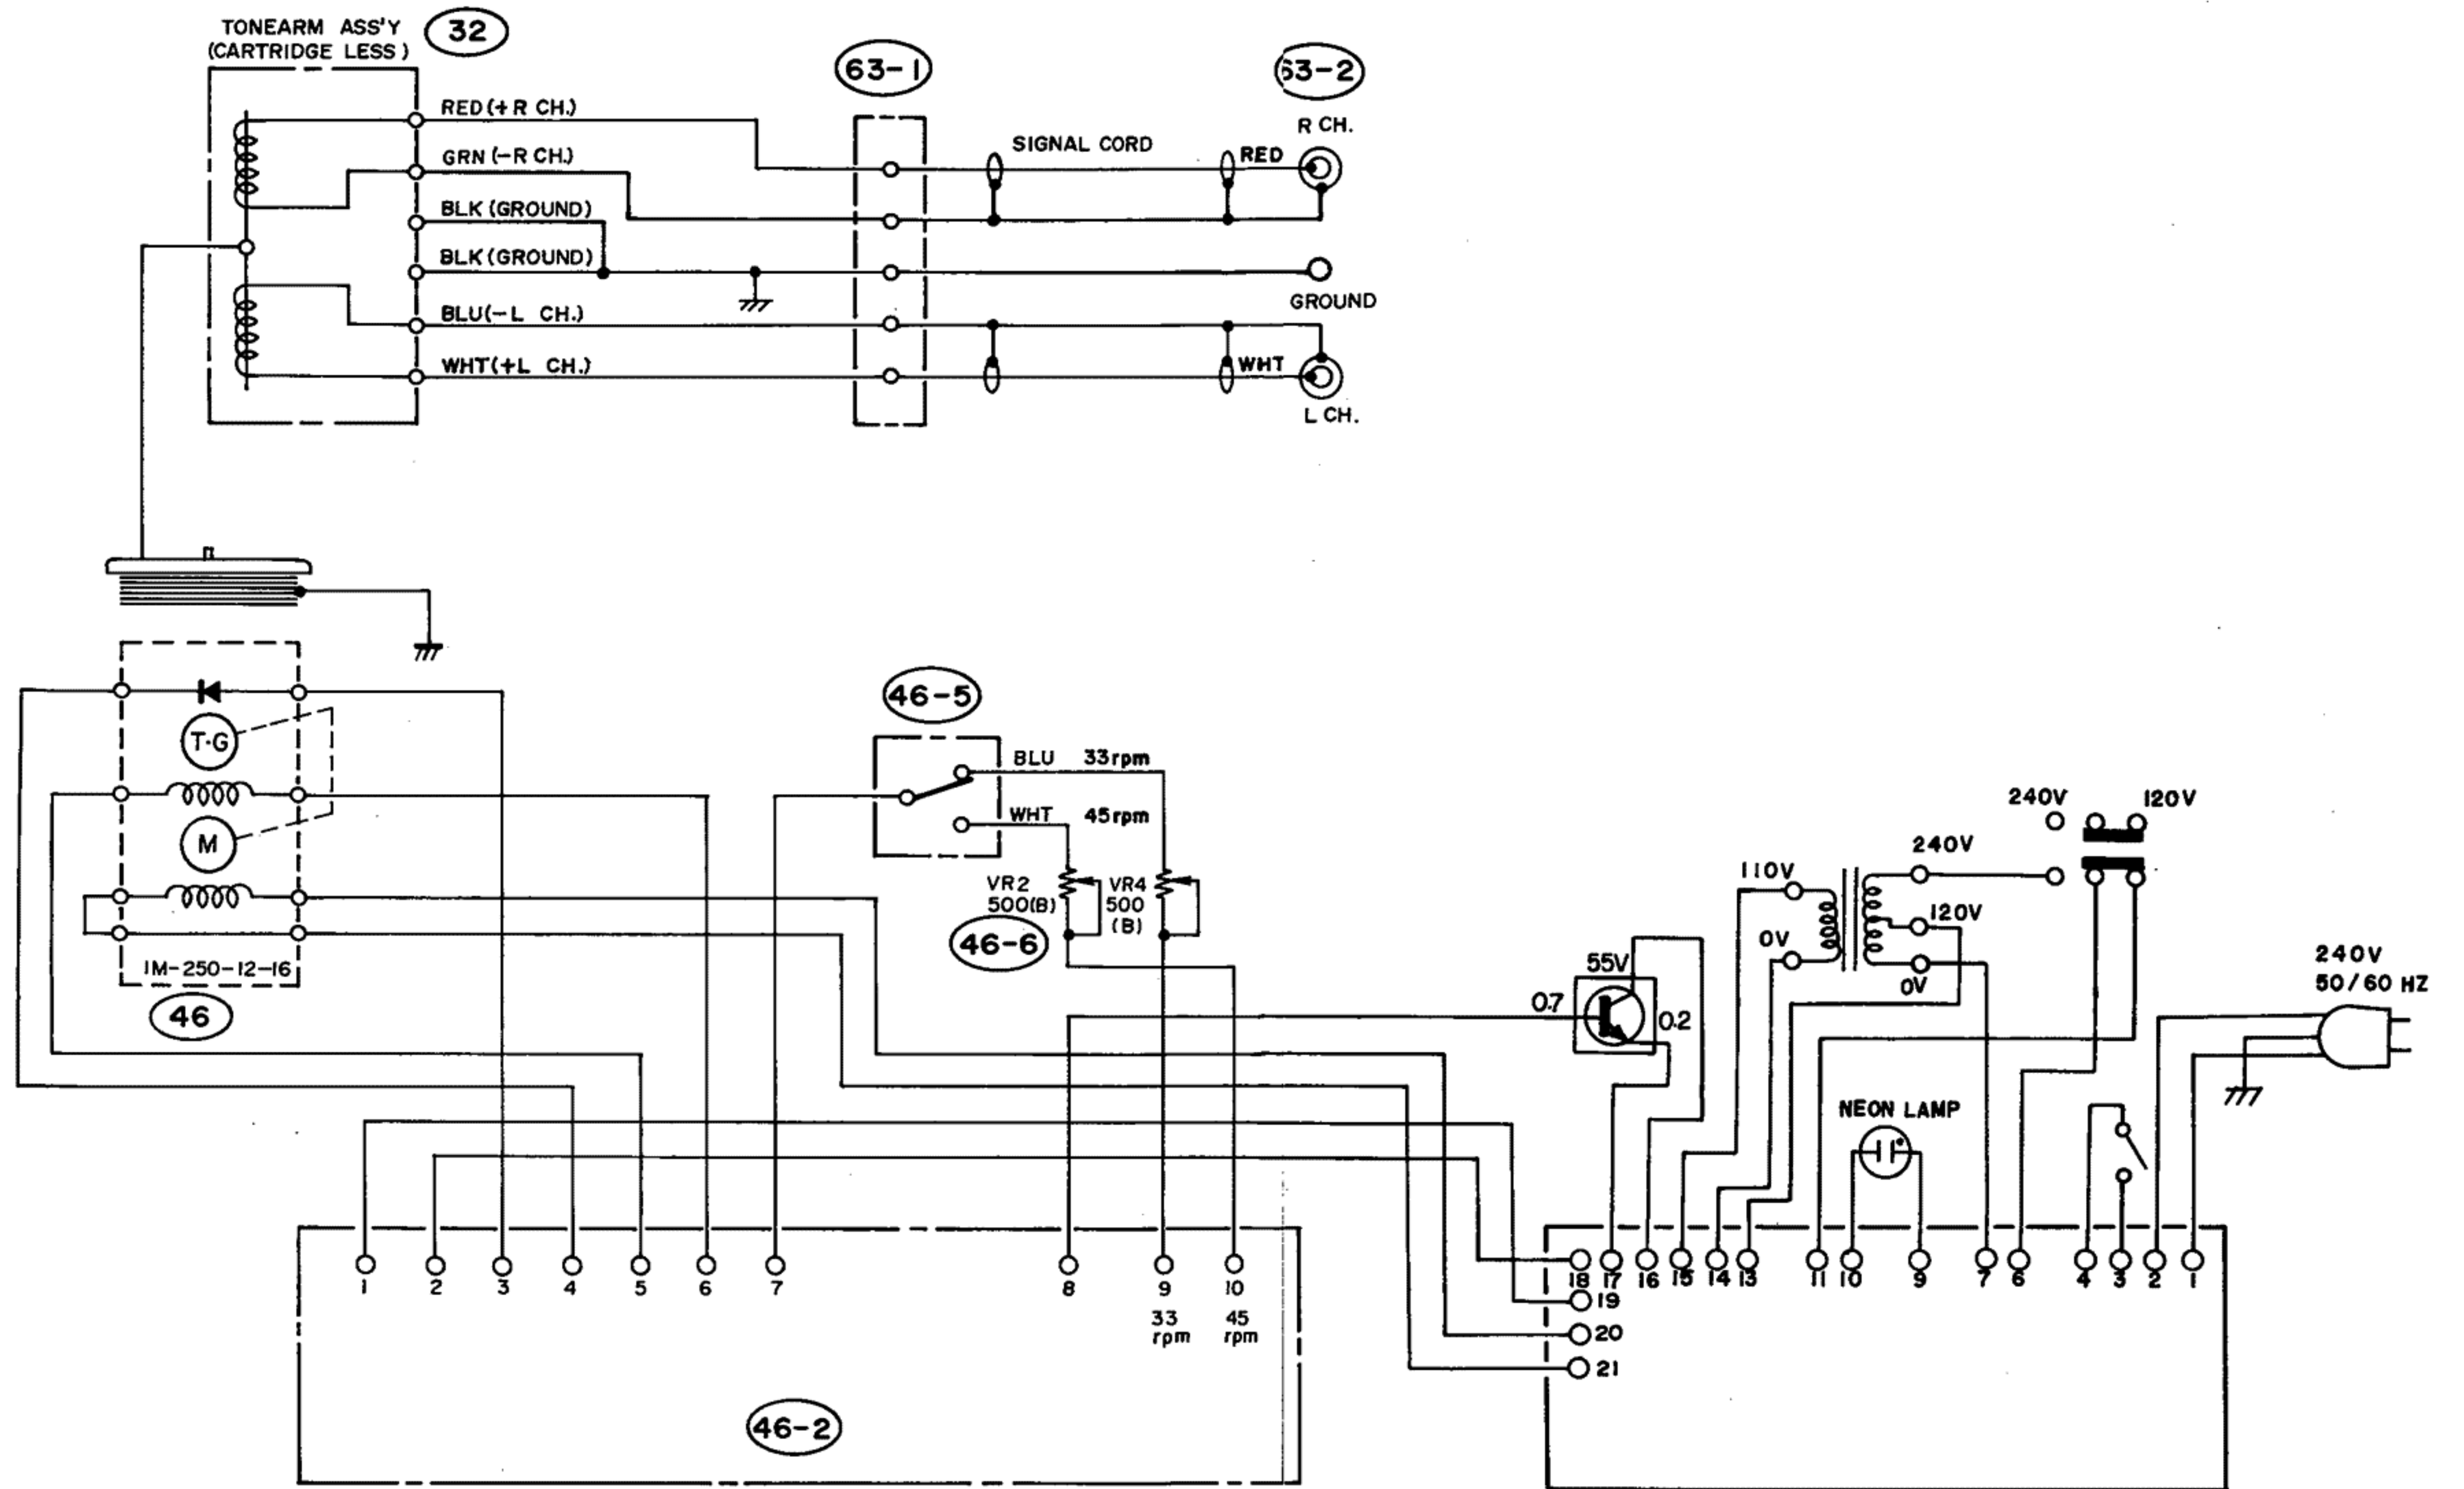 TONEARM ASS'Y
(CARTRIDGE LESS)
32
63-1
63-2
RED (+R CH.)
GRN (-R CH.)
BLK (GROUND)
BLK (GROUND)
BLU(-L CH.)
WHT(+L CH.)
SIGNAL CORD
RED
R CH.
GROUND
WHT
L CH.
T-G
M
1M-250-12-16
46
46-5
BLU 33rpm
WHT 45rpm
VR2
500(B)
VR4
500
(B)
46-6
55V
0.7
0.2
110V
0V
240V
120V
0V
240V
120V
240V
50/60 HZ
NEON LAMP
1
2
3
4
5
6
7
8
9
10
33
rpm
45
rpm
46-2
18
17
16
15
14
13
11
10
9
7
6
4
3
2
1
19
20
21